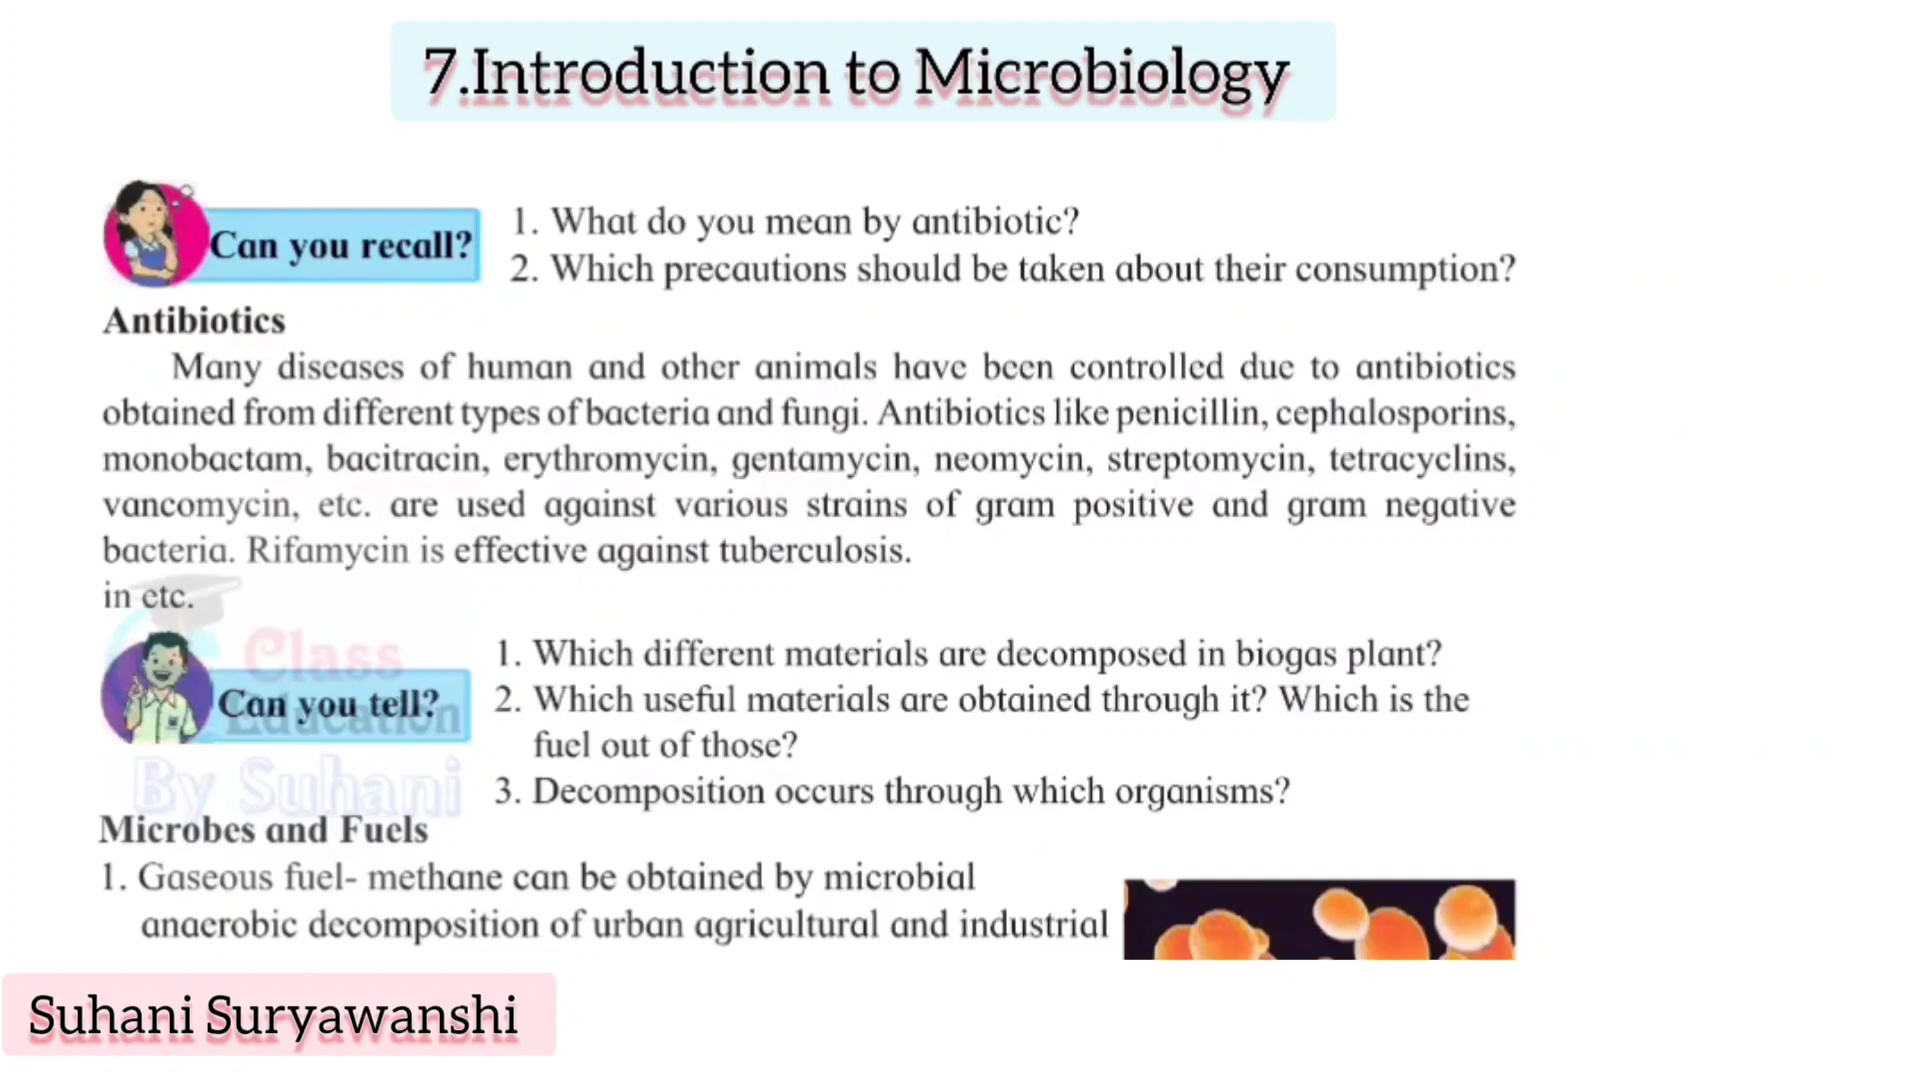 7.Introduction to Microbiology
Can you recall?
1. What do you mean by antibiotic?
2. Which precautions should be taken about their consumption?
Antibiotics
Many diseases of human and other animals have been controlled due to antibiotics
obtained from different types of bacteria and fungi. Antibiotics like penicillin, cephalosporins,
monobactam, bacitracin, erythromycin, gentamycin, neomycin, streptomycin, tetracyclins,
vancomycin, etc. are used against various strains of gram positive and gram negative
bacteria. Rifamycin is effective against tuberculosis.
in etc.
Class
Education
By Suhani
Can you tell?
1. Which different materials are decomposed in biogas plant?
2. Which useful materials are obtained through it? Which is the
fuel out of those?
3. Decomposition occurs through which organisms?
Microbes and Fuels
1. Gaseous fuel- methane can be obtained by microbial
anaerobic decomposition of urban agricultural and industrial
Suhani Suryawanshi